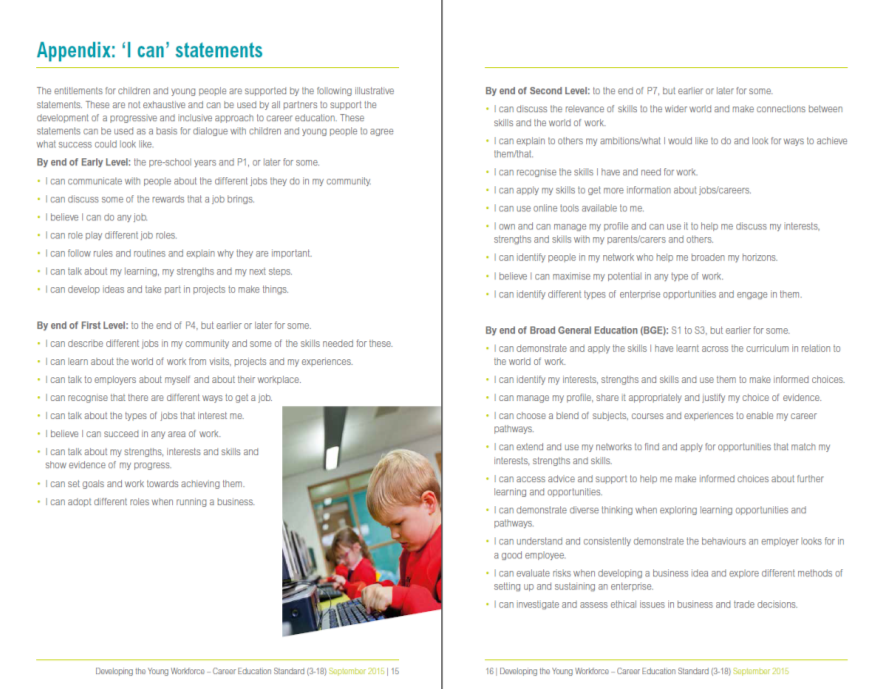 Appendix: ‘I can’ statements
The entitlements for children and young people are supported by the following illustrative
statements. These are not exhaustive and can be used by all partners to support the
development of a progressive and inclusive approach to career education. These
statements can be used as a basis for dialogue with children and young people to agree
what success could look like.
By end of Early Level: the pre-school years and P1, or later for some.
• I can communicate with people about the different jobs they do in my community.
• I can discuss some of the rewards that a job brings.
• I believe I can do any job.
• I can role play different job roles.
• I can follow rules and routines and explain why they are important.
• I can talk about my learning, my strengths and my next steps.
• I can develop ideas and take part in projects to make things.
By end of First Level: to the end of P4, but earlier or later for some.
• I can describe different jobs in my community and some of the skills needed for these.
• I can learn about the world of work from visits, projects and my experiences.
• I can talk to employers about myself and about their workplace.
• I can recognise that there are different ways to get a job.
• I can talk about the types of jobs that interest me.
• I believe I can succeed in any area of work.
• I can talk about my strengths, interests and skills and
show evidence of my progress.
• I can set goals and work towards achieving them.
• I can adopt different roles when running a business.
Developing the Young Workforce – Career Education Standard (3-18) September 2015 | 15
By end of Second Level: to the end of P7, but earlier or later for some.
• I can discuss the relevance of skills to the wider world and make connections between
skills and the world of work.
• I can explain to others my ambitions/what I would like to do and look for ways to achieve
them/that.
• I can recognise the skills I have and need for work.
• I can apply my skills to get more information about jobs/careers.
• I can use online tools available to me.
• I own and can manage my profile and can use it to help me discuss my interests,
strengths and skills with my parents/carers and others.
• I can identify people in my network who help me broaden my horizons.
• I believe I can maximise my potential in any type of work.
• I can identify different types of enterprise opportunities and engage in them.
By end of Broad General Education (BGE): S1 to S3, but earlier for some.
• I can demonstrate and apply the skills I have learnt across the curriculum in relation to
the world of work.
• I can identify my interests, strengths and skills and use them to make informed choices.
• I can manage my profile, share it appropriately and justify my choice of evidence.
• I can choose a blend of subjects, courses and experiences to enable my career
pathways.
• I can extend and use my networks to find and apply for opportunities that match my
interests, strengths and skills.
• I can access advice and support to help me make informed choices about further
learning and opportunities.
• I can demonstrate diverse thinking when exploring learning opportunities and
pathways.
• I can understand and consistently demonstrate the behaviours an employer looks for in
a good employee.
• I can evaluate risks when developing a business idea and explore different methods of
setting up and sustaining an enterprise.
• I can investigate and assess ethical issues in business and trade decisions.
16 | Developing the Young Workforce – Career Education Standard (3-18) September 2015